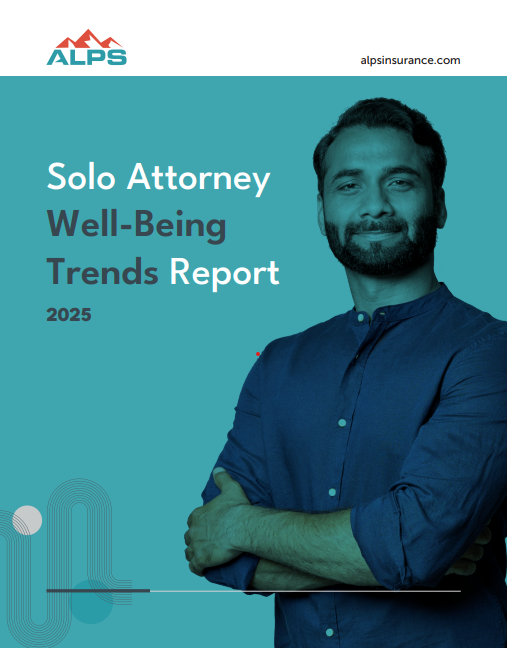 ALPS
alpsinsurance.com
Solo Attorney
Well-Being
Trends Report
2025